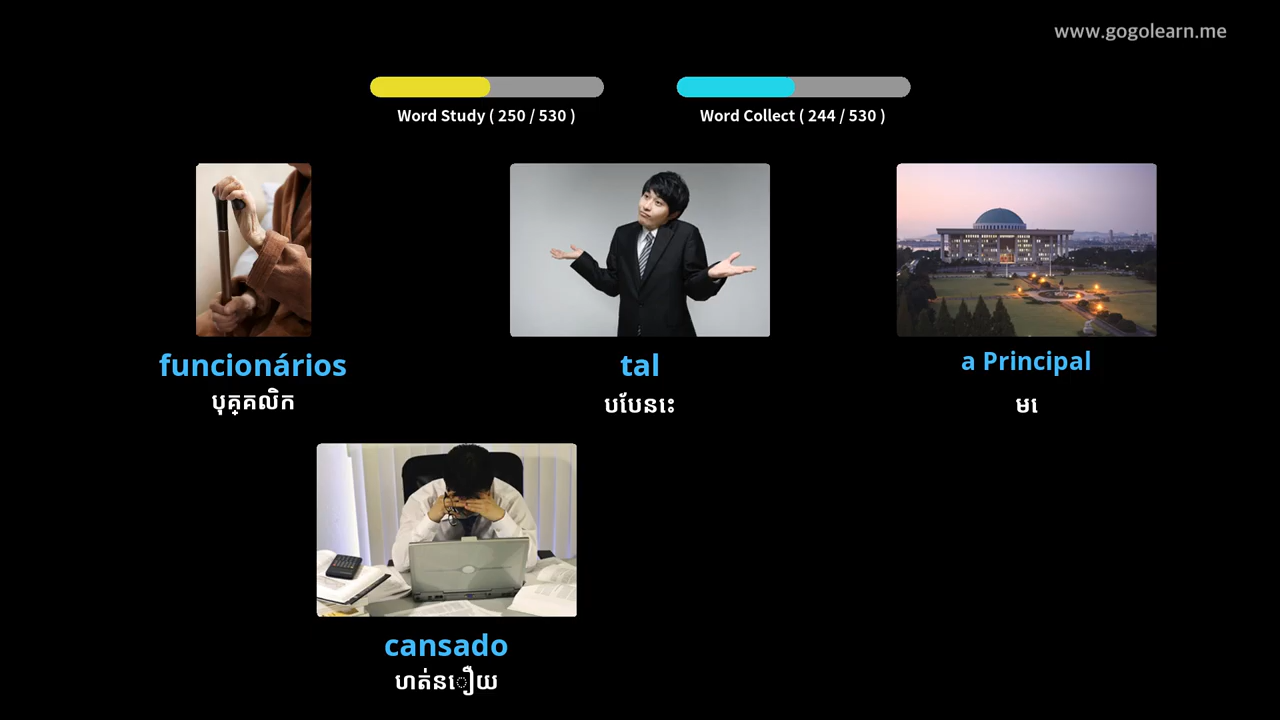 www.gogolearn.me
Word Study ( 250 / 530 )
Word Collect ( 244 / 530 )
funcionários
បុគ្គលិក
tal
បបែនេះ
a Principal
មេ
cansado
ហត់នឿយ